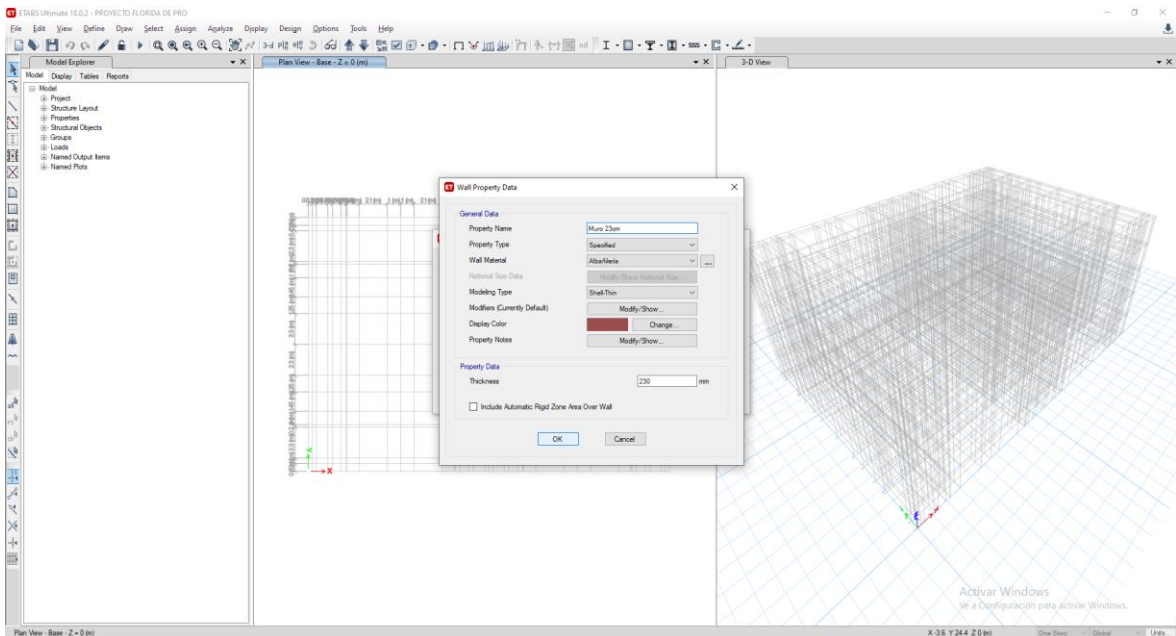 ETABS Ultimate 18.0.2 - PROYECTO FLORIDA DE PRO
File Edit View Define Draw Select Assign Analyze Display Design Options Tools Help
Model Explorer
Plan View - Base - Z = 0 (m)
3-D View
Model Display Tables Reports
Model
Project
Structure Layout
Properties
Structural Objects
Groups
Loads
Named Output Items
Named Plots
Wall Property Data
General Data
Property Name Muro 23cm
Property Type Specified
Wall Material Albañilería
Notional Size Data Modify/Show Notional Size...
Modeling Type Shell-Thin
Modifiers (Currently Default) Modify/Show...
Display Color Change...
Property Notes Modify/Show...
Property Data
Thickness 230 mm
Include Automatic Rigid Zone Area Over Wall
OK Cancel
X
Y
Activar Windows
Ve a Configuración para activar Windows.
Plan View - Base - Z = 0 (m)
X -3.6 Y 24.4 Z 0 (m) One Story Global Units...